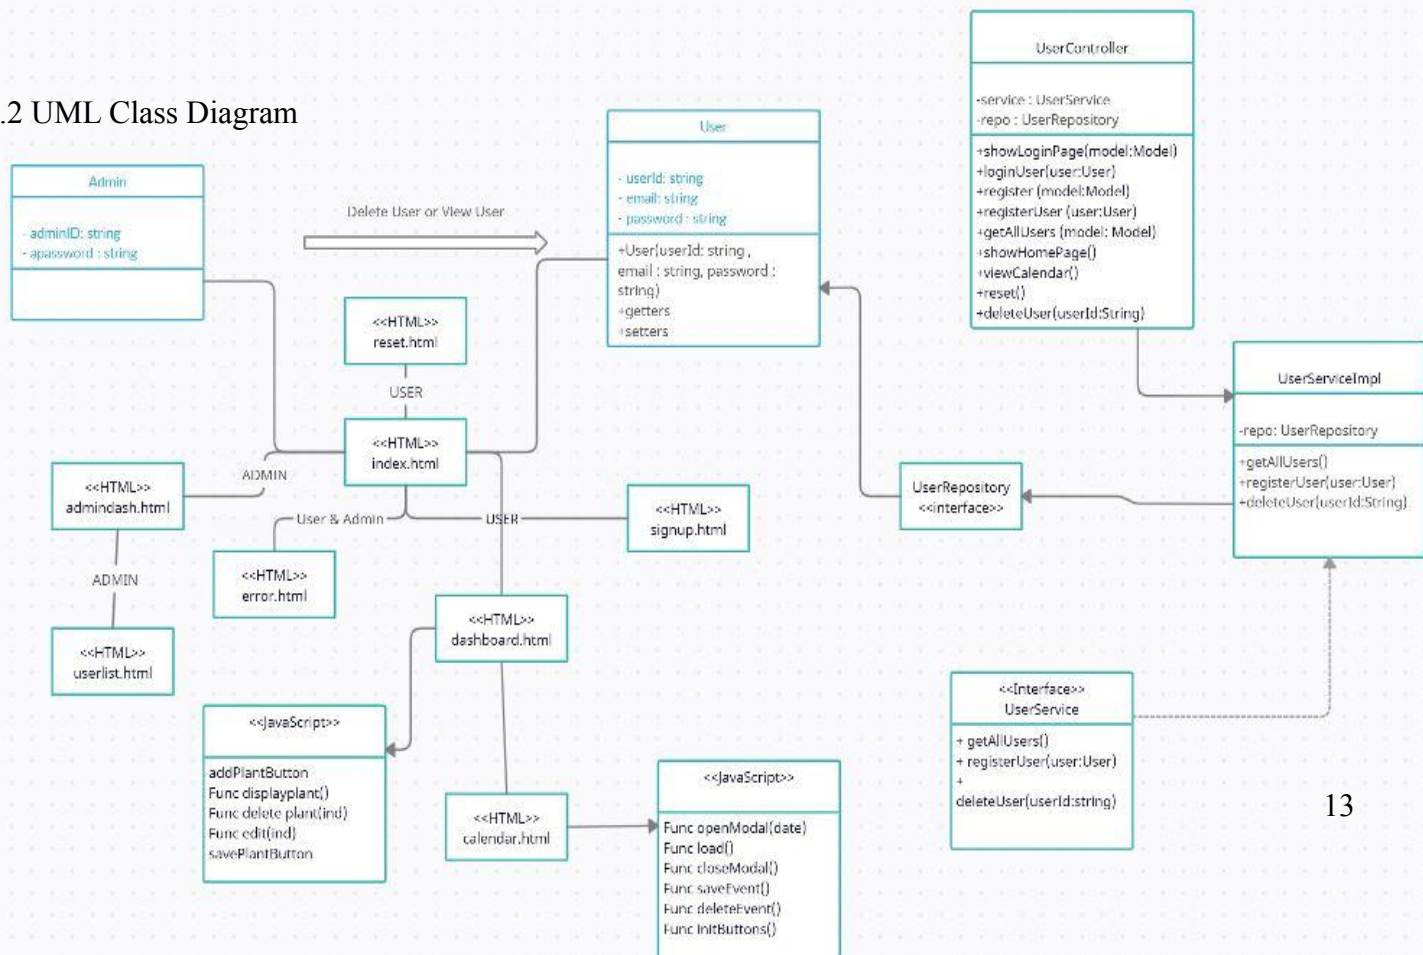 .2 UML Class Diagram
Admin
- adminID: string
- apassword : string
Delete User or View User
User
- userId: string
- email: string
- password : string
+User(userId: string ,
email : string, password :
string)
+getters
+setters
UserController
-service : UserService
-repo : UserRepository
+showLoginPage(model:Model)
+loginUser(user:User)
+register (model:Model)
+registerUser (user:User)
+getAllUsers (model: Model)
+showHomePage()
+viewCalendar()
+reset()
+deleteUser(userId:String)
<<HTML>>
reset.html
USER
<<HTML>>
index.html
ADMIN
<<HTML>>
admindash.html
ADMIN
<<HTML>>
userlist.html
User & Admin
<<HTML>>
error.html
USER
<<HTML>>
signup.html
UserRepository
<<interface>>
UserServiceImpl
-repo: UserRepository
+getAllUsers()
+registerUser(user:User)
+deleteUser(userId:String)
<<HTML>>
dashboard.html
<<JavaScript>>
addPlantButton
Func displayplant()
Func delete plant(ind)
Func edit(ind)
savePlantButton
<<HTML>>
calendar.html
<<JavaScript>>
Func openModal(date)
Func load()
Func closeModal()
Func saveEvent()
Func deleteEvent()
Func initButtons()
<<Interface>>
UserService
+ getAllUsers()
+ registerUser(user:User)
+
deleteUser(userId:string)
13